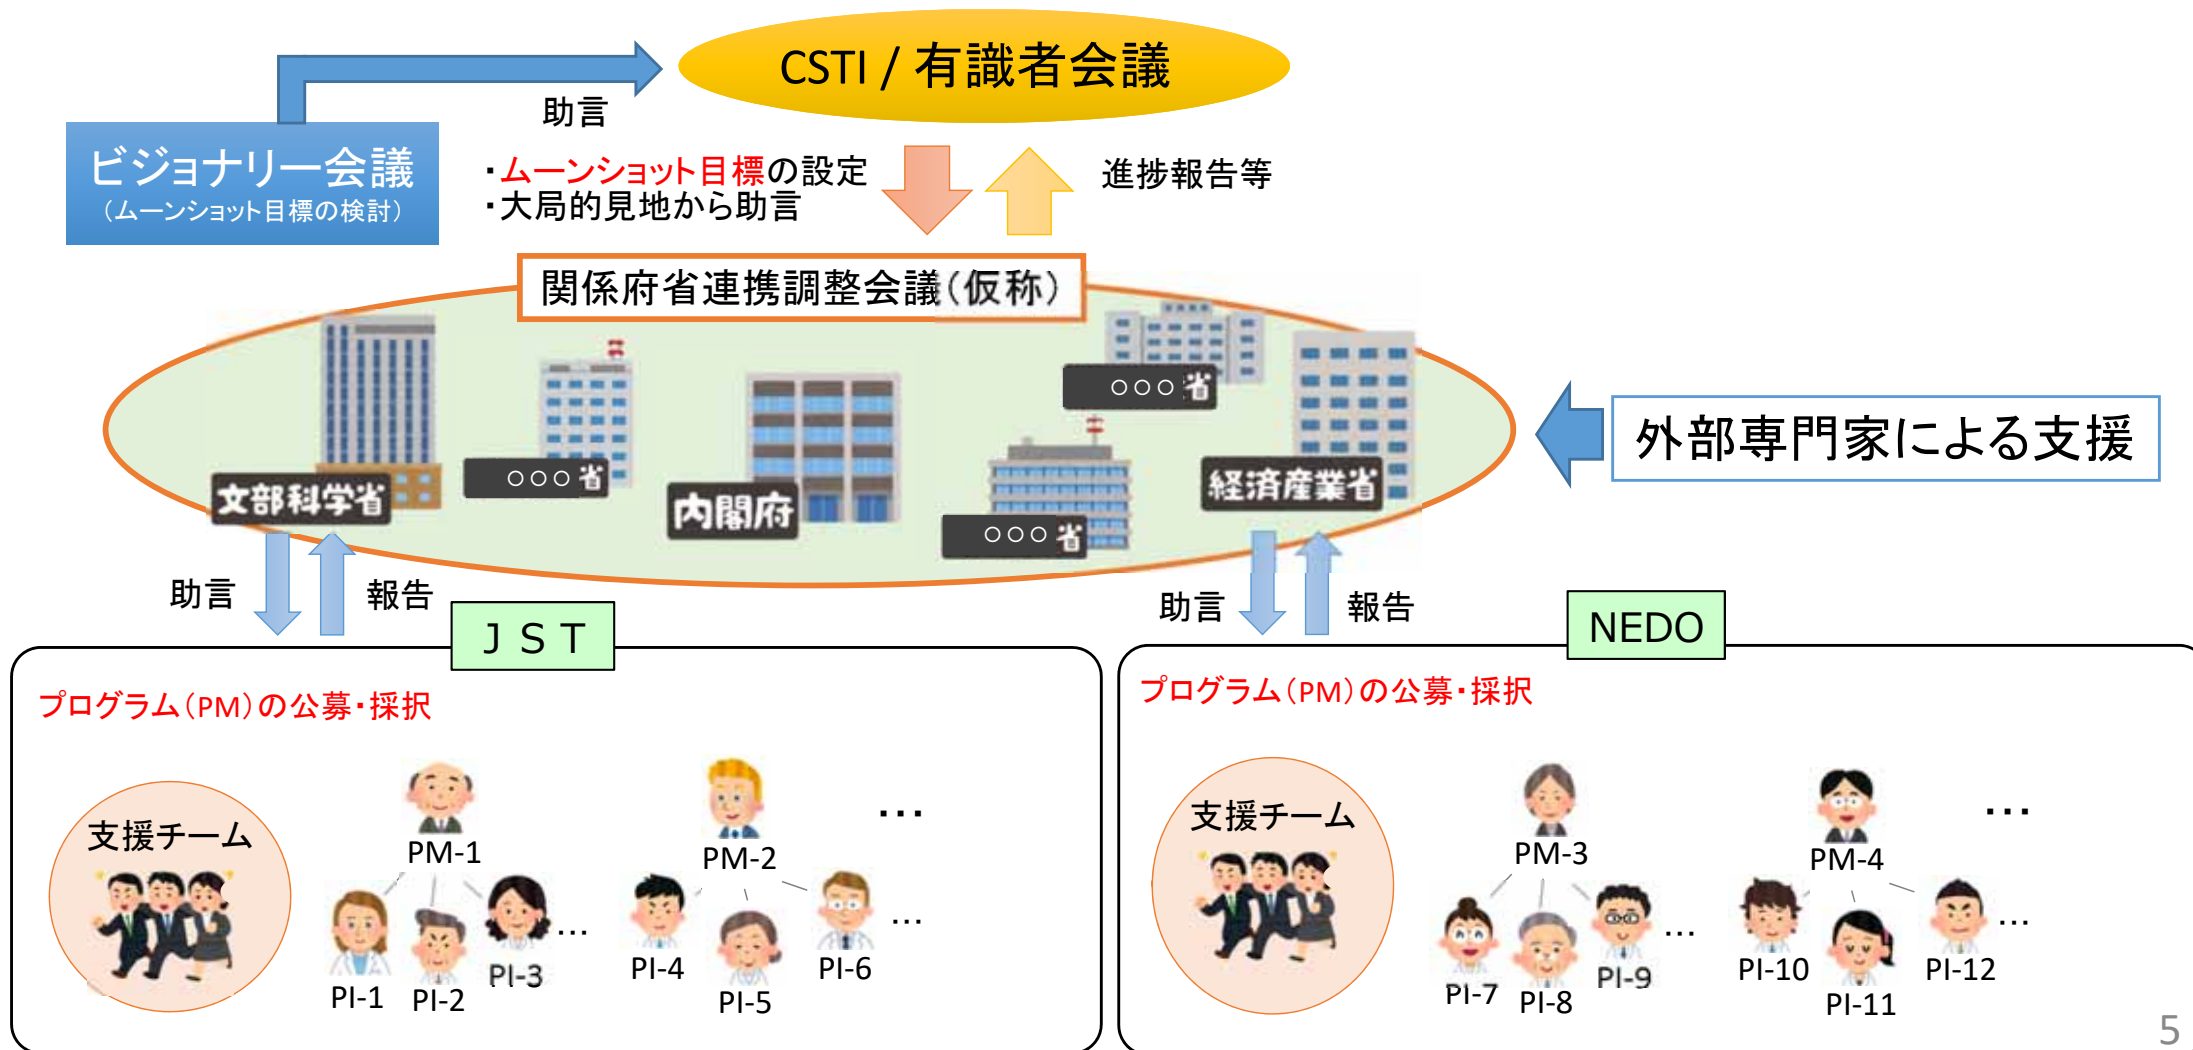 CSTI / 有識者会議
助言
ビジョナリー会議
（ムーンショット目標の検討）
・ムーンショット目標の設定
・大局的見地から助言
進捗報告等
関係府省連携調整会議（仮称）
文部科学省
○○○省
内閣府
○○○省
○○○省
経済産業省
外部専門家による支援
助言
報告
助言
報告
ＪＳＴ
プログラム（PM）の公募・採択
支援チーム
PM-1
PM-2
…
PI-1
PI-2
PI-3
…
PI-4
PI-5
PI-6
…
NEDO
プログラム（PM）の公募・採択
支援チーム
PM-3
PM-4
…
PI-7
PI-8
PI-9
…
PI-10
PI-11
PI-12
…
5